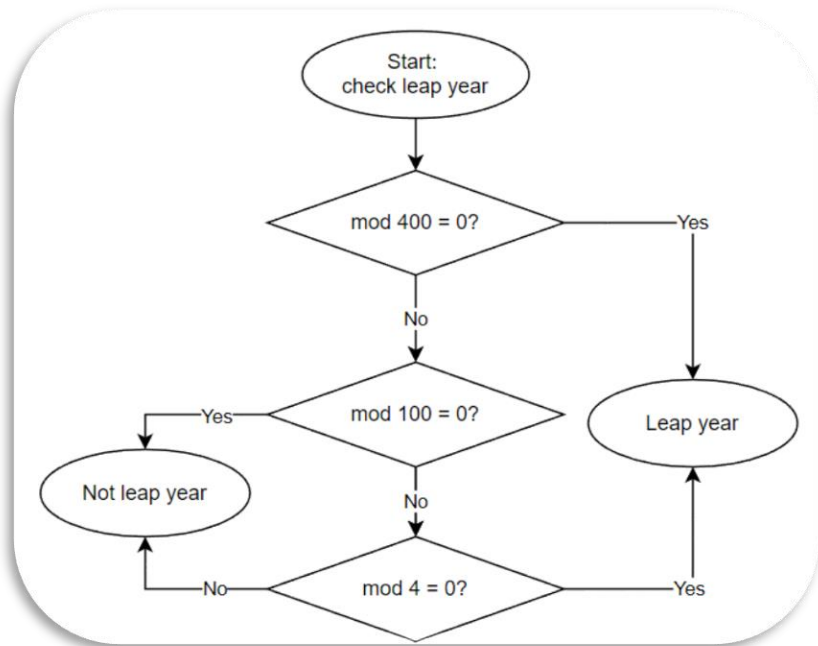 Start:
check leap year
mod 400 = 0?
Yes
No
mod 100 = 0?
Yes
Leap year
Not leap year
No
mod 4 = 0?
No
Yes